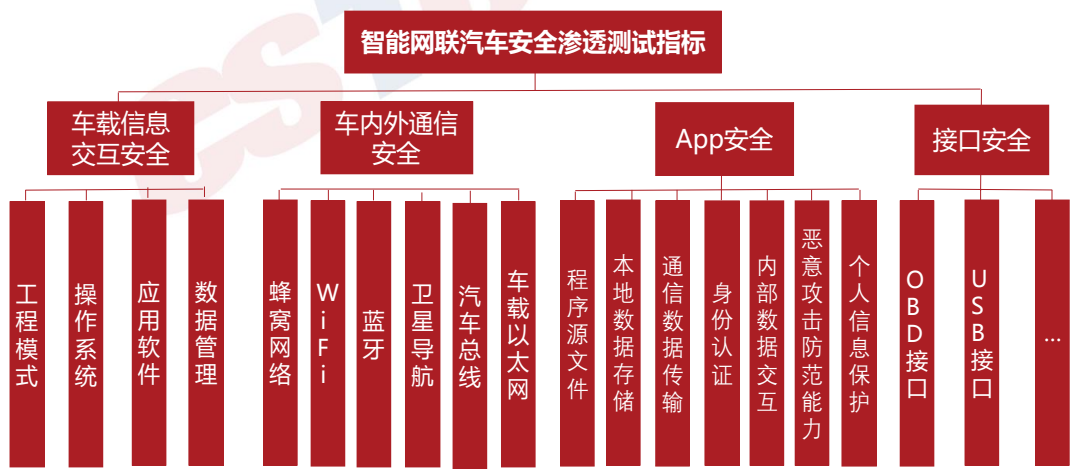 智能网联汽车安全渗透测试指标
车载信息
交互安全
车内外通信
安全
App安全
接口安全
工程模式
操作系统
应用软件
数据管理
蜂窝网络
WiFi
蓝牙
卫星导航
汽车总线
车载以太网
程序源文件
本地数据存储
通信数据传输
身份认证
内部数据交互
恶意攻击防范能力
个人信息保护
OBD接口
USB接口
...